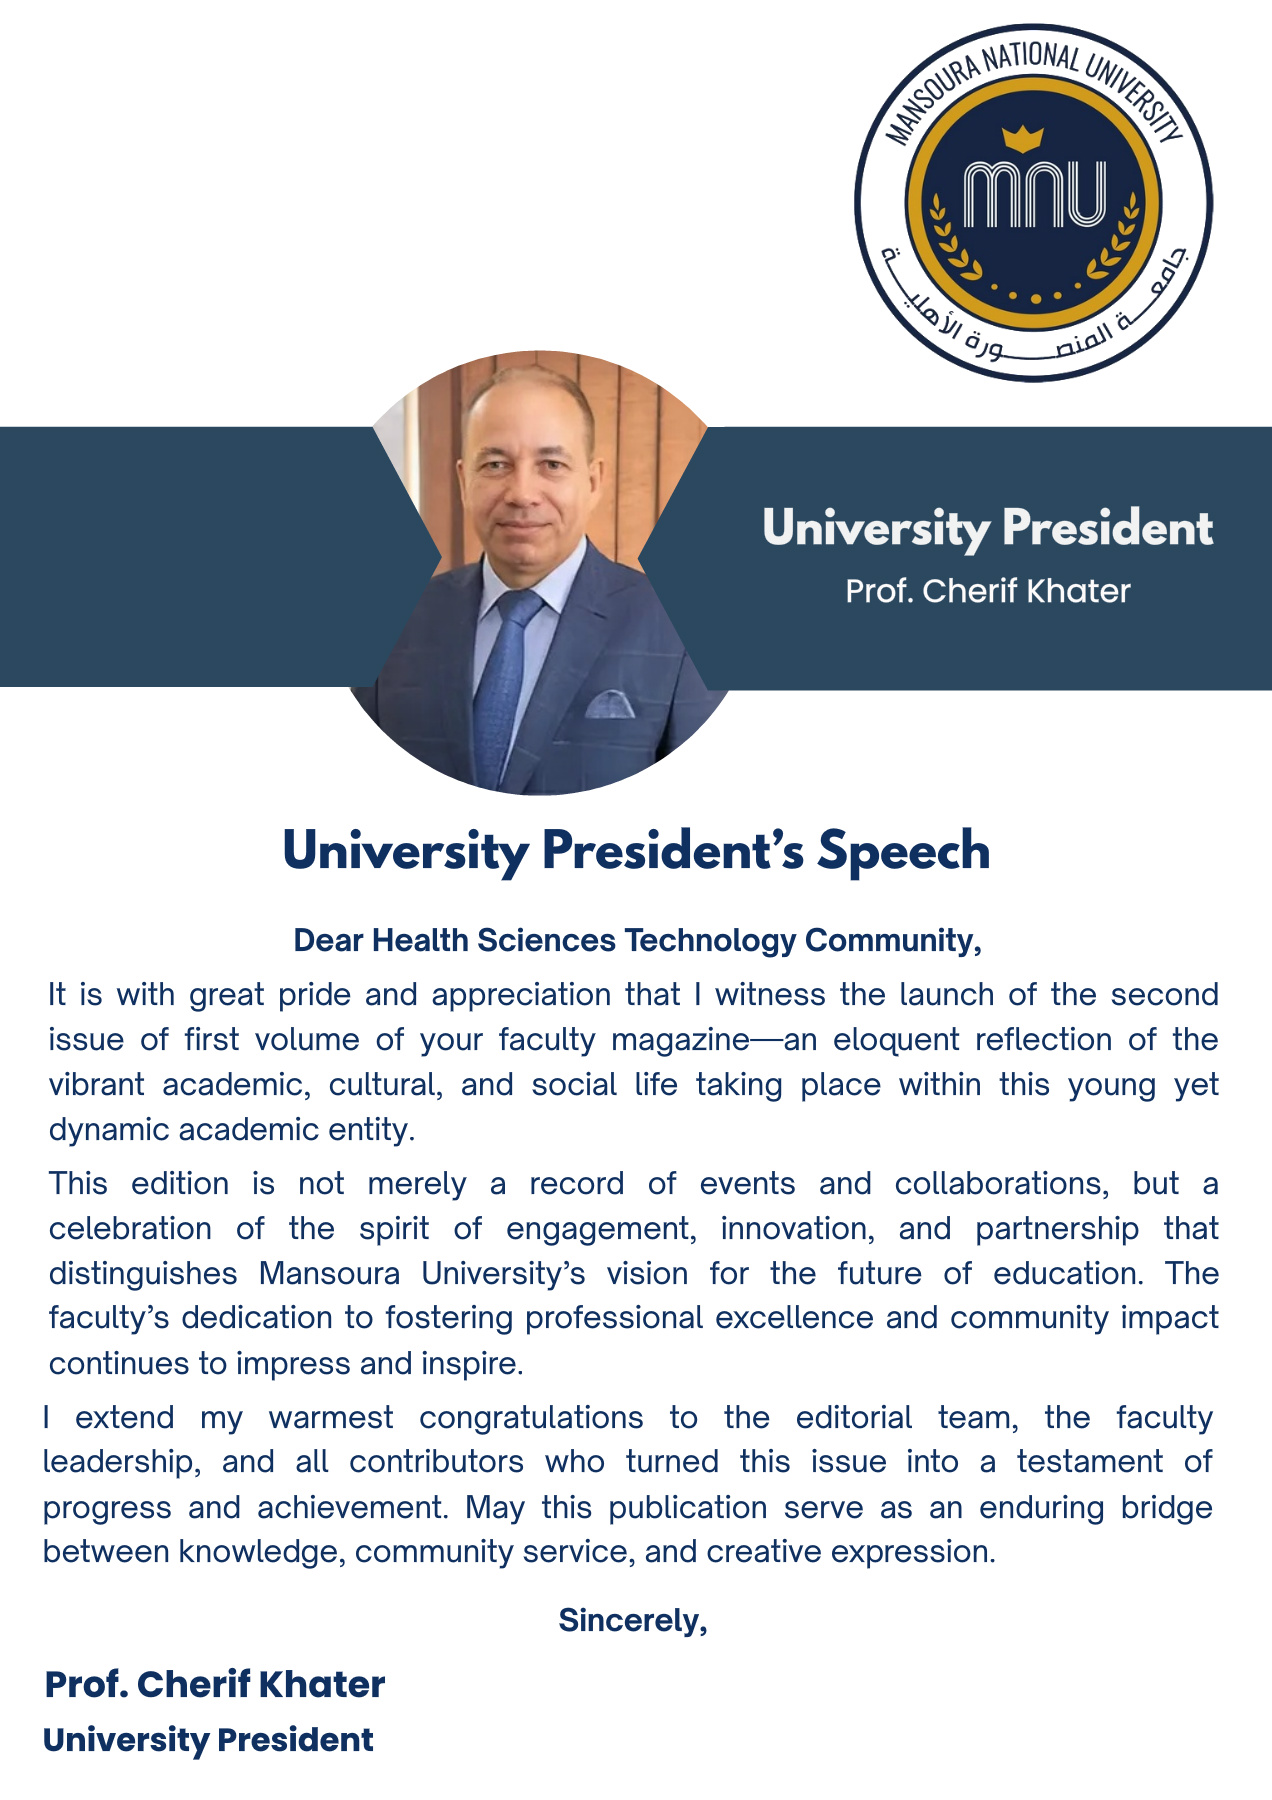 MANSOURA NATIONAL UNIVERSITY
mnu
جامعة المنصورة الأهلية
University President
Prof. Cherif Khater
University President’s Speech
Dear Health Sciences Technology Community,
It is with great pride and appreciation that I witness the launch of the second
issue of first volume of your faculty magazine—an eloquent reflection of the
vibrant academic, cultural, and social life taking place within this young yet
dynamic academic entity.
This edition is not merely a record of events and collaborations, but a
celebration of the spirit of engagement, innovation, and partnership that
distinguishes Mansoura University’s vision for the future of education. The
faculty’s dedication to fostering professional excellence and community impact
continues to impress and inspire.
I extend my warmest congratulations to the editorial team, the faculty
leadership, and all contributors who turned this issue into a testament of
progress and achievement. May this publication serve as an enduring bridge
between knowledge, community service, and creative expression.
Sincerely,
Prof. Cherif Khater
University President